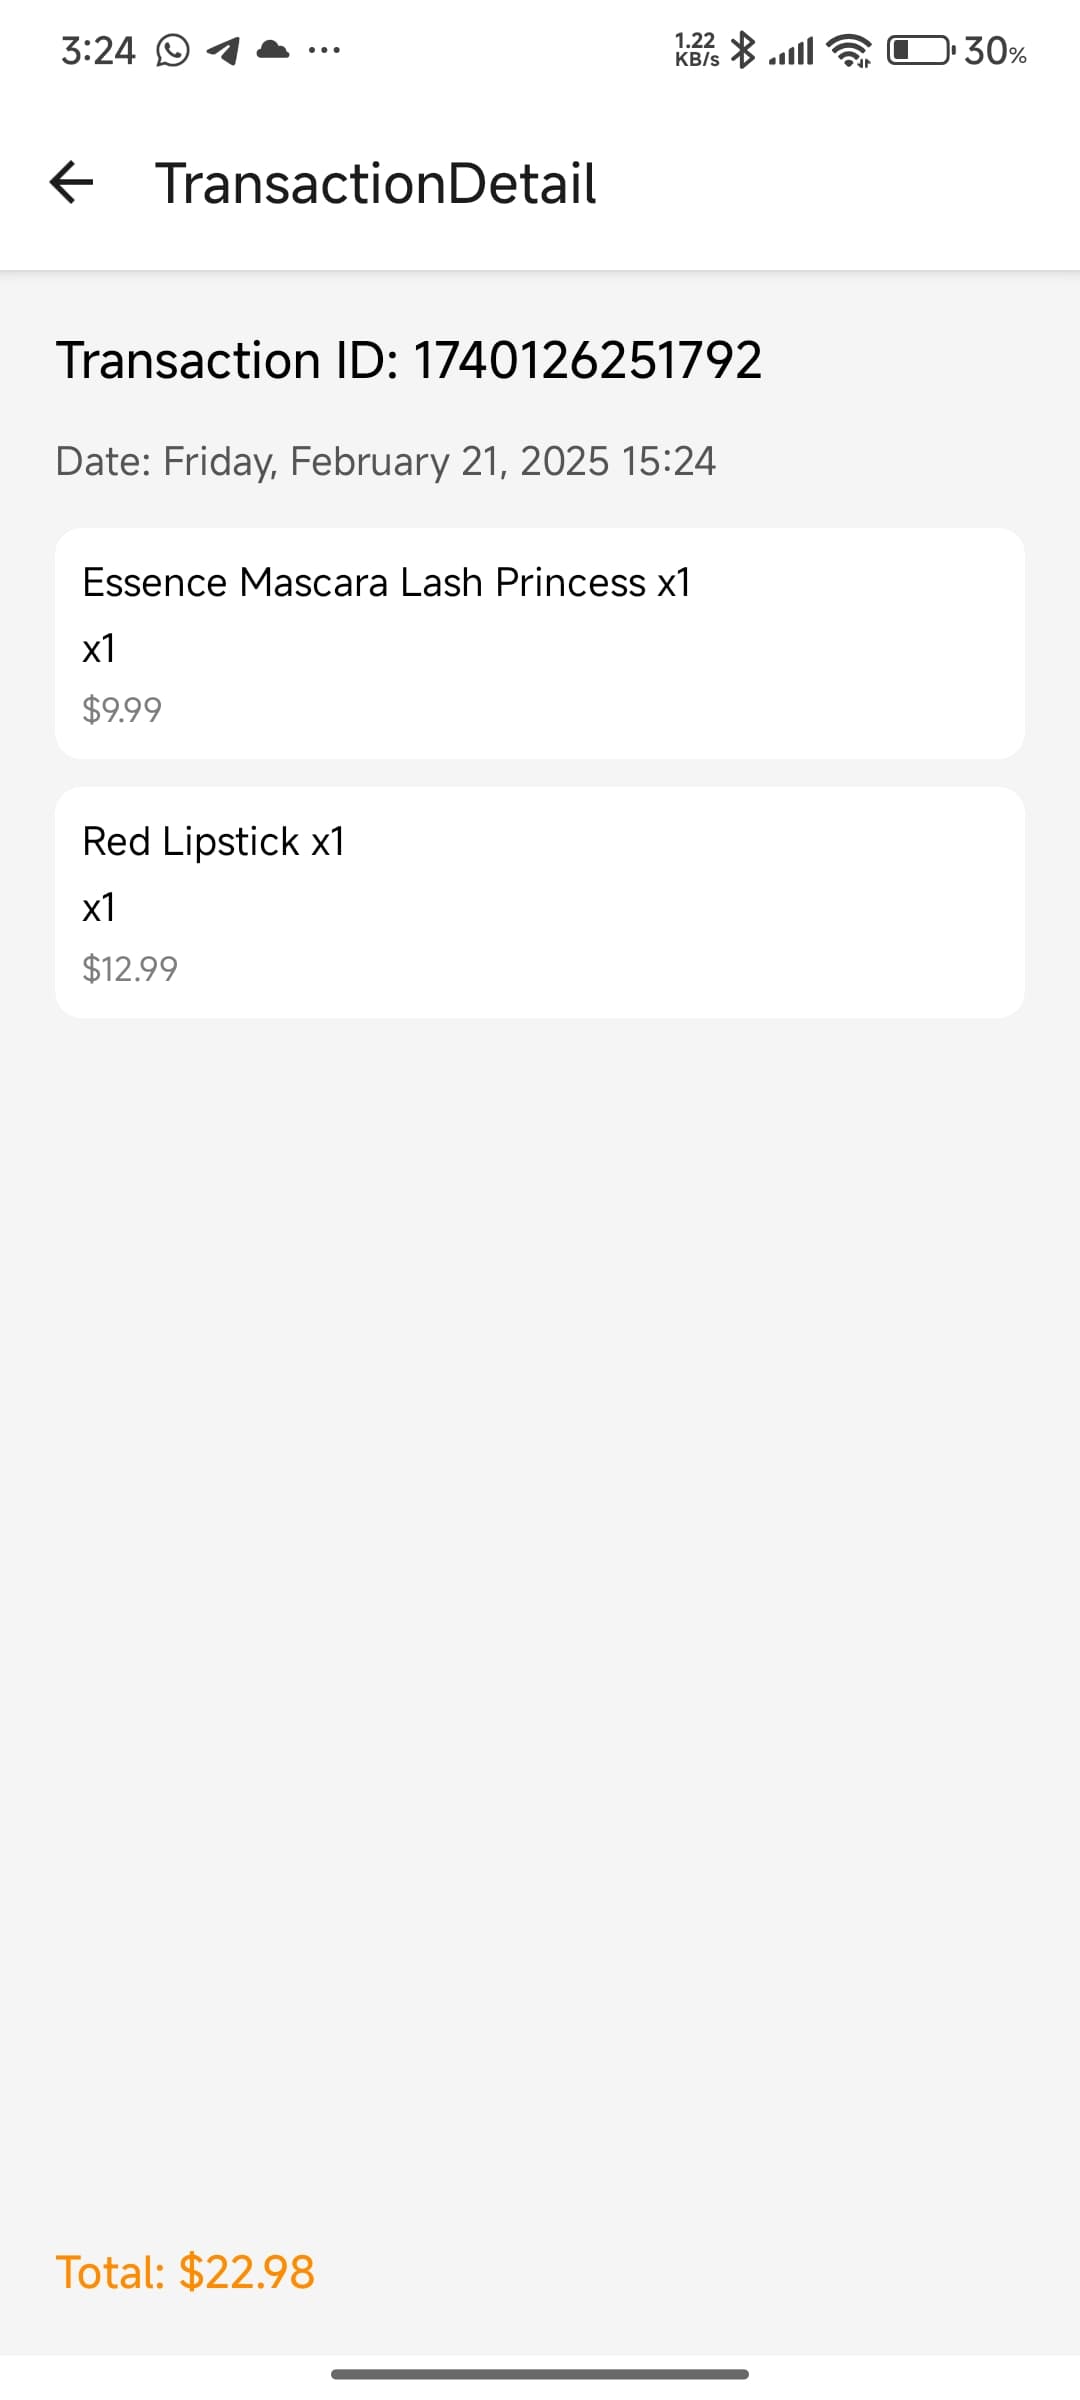 3:24
1.22
KB/s
30%
TransactionDetail
Transaction ID: 1740126251792
Date: Friday, February 21, 2025 15:24
Essence Mascara Lash Princess x1
x1
$9.99
Red Lipstick x1
x1
$12.99
Total: $22.98